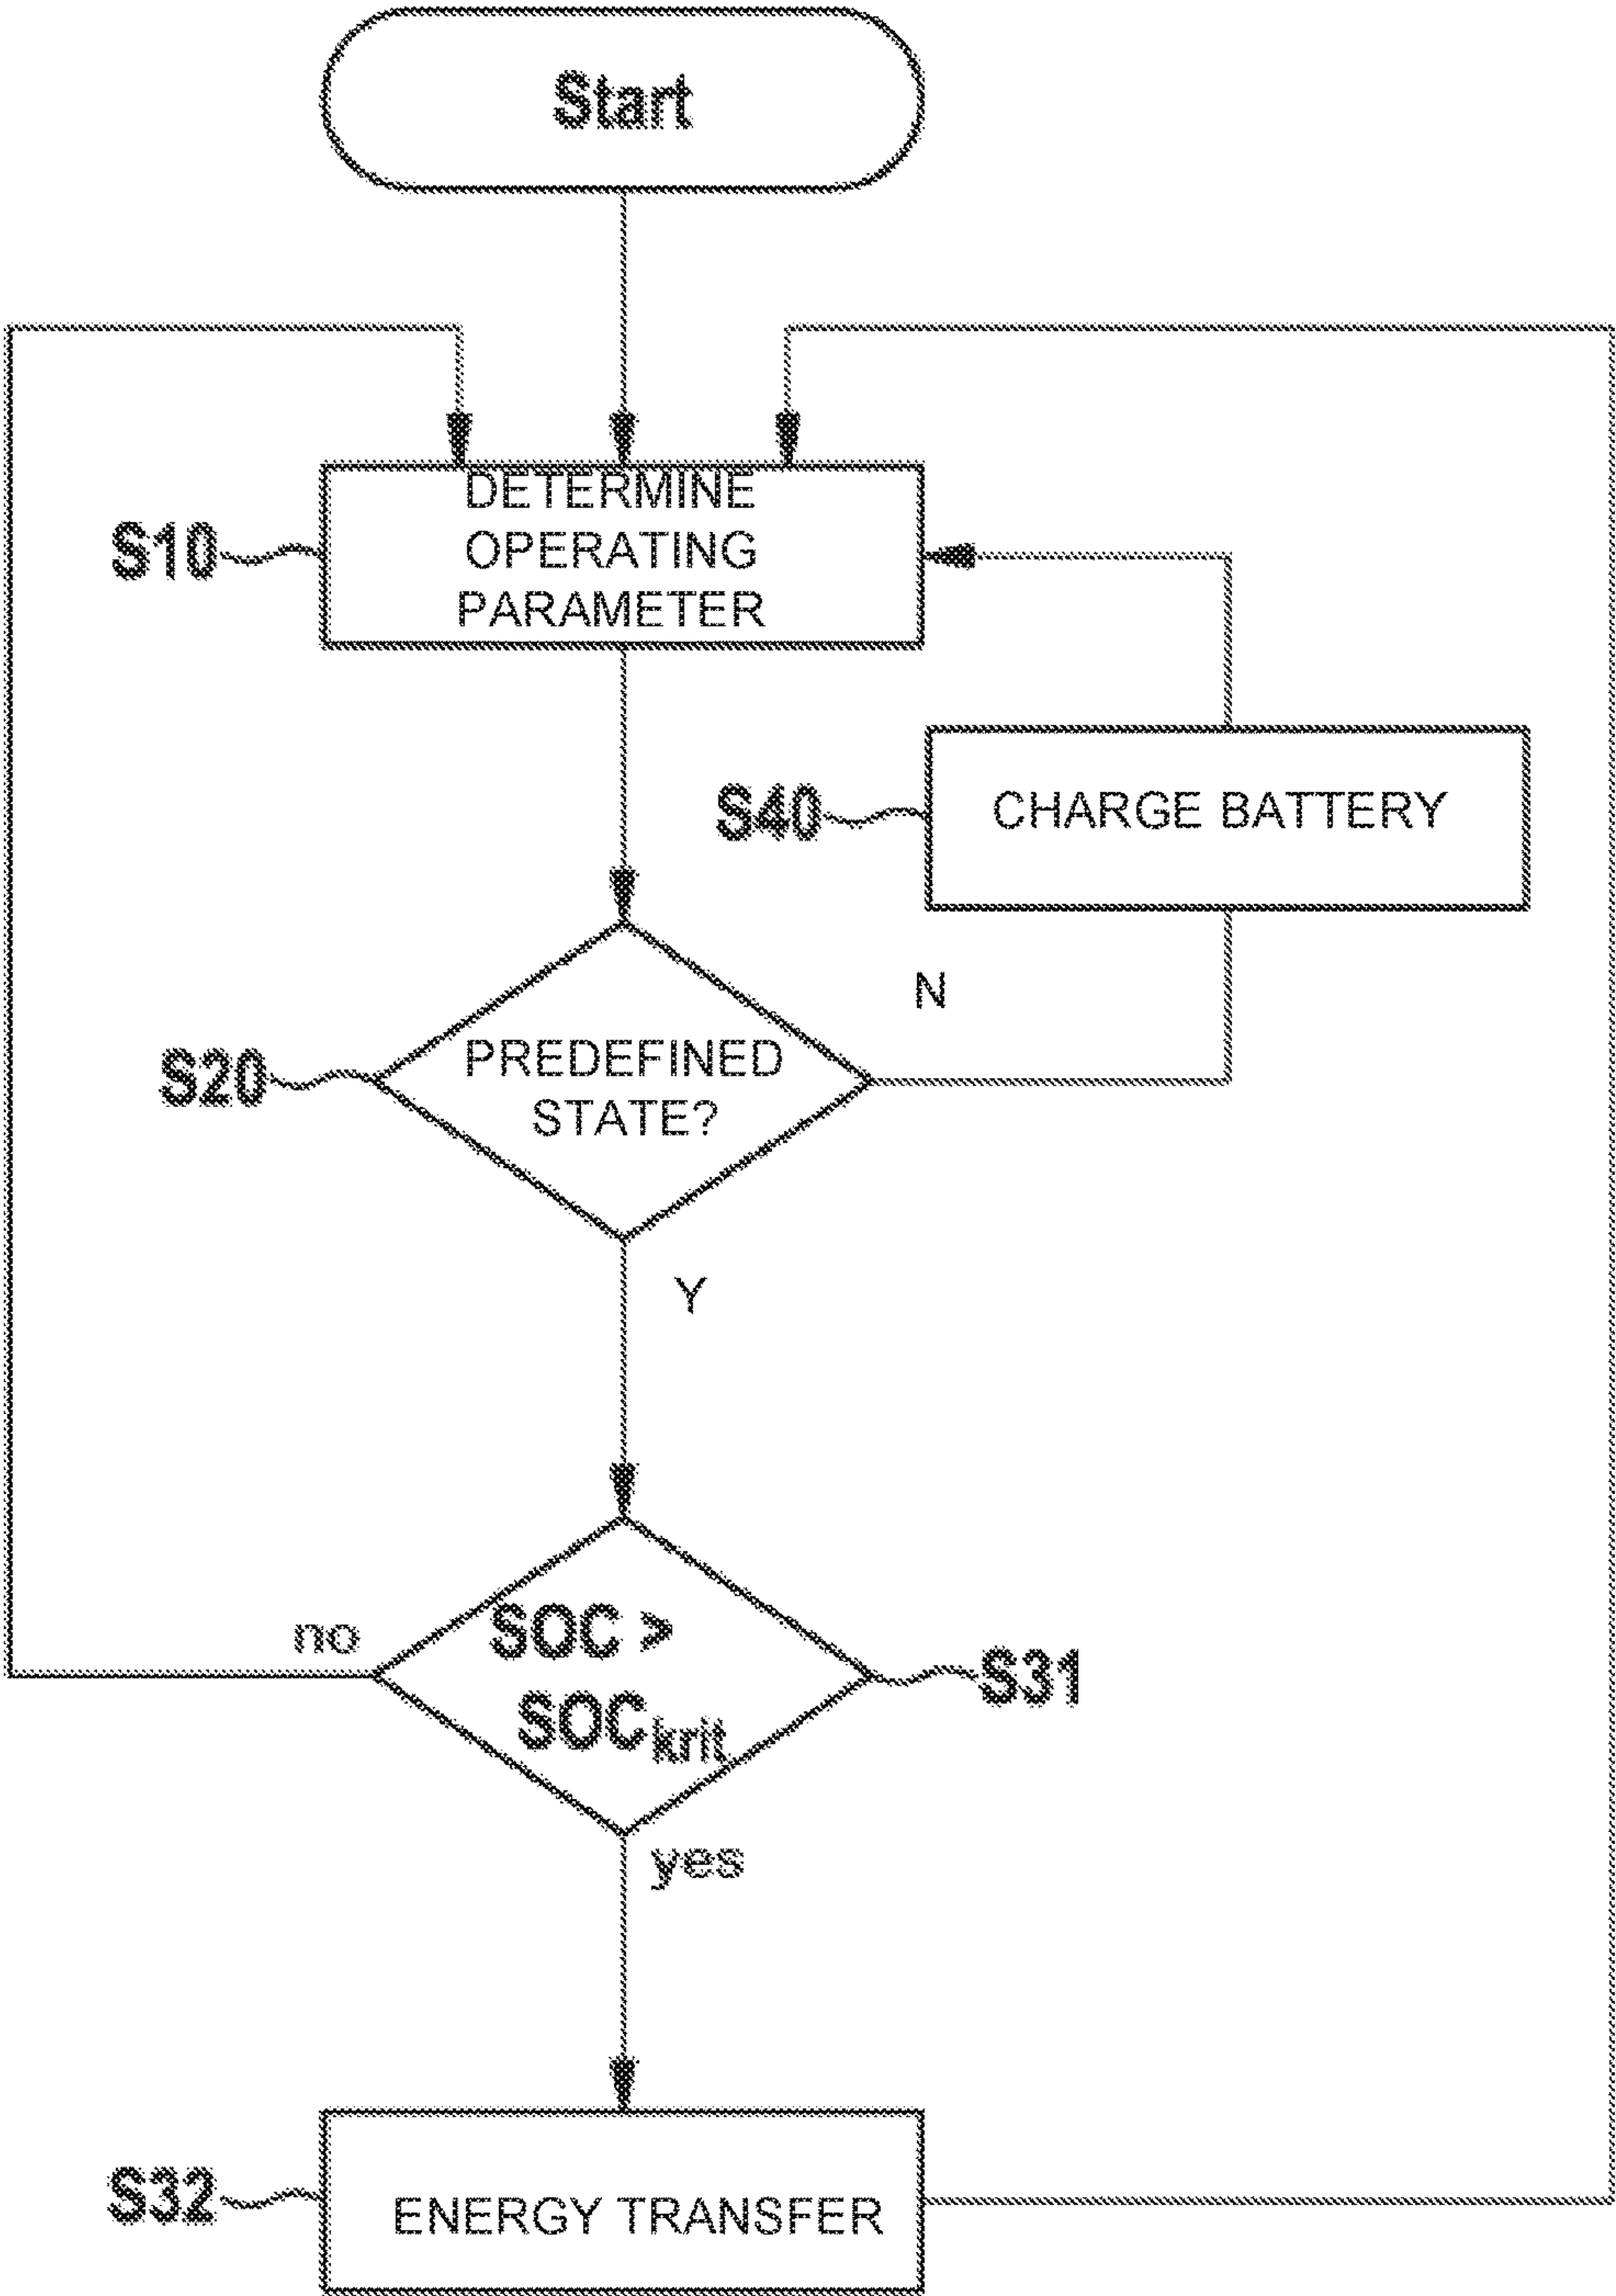 Start
S10
DETERMINE
OPERATING
PARAMETER
S40
CHARGE BATTERY
N
S20
PREDEFINED
STATE?
Y
no
SOC >
SOCkrit
S31
yes
S32
ENERGY TRANSFER